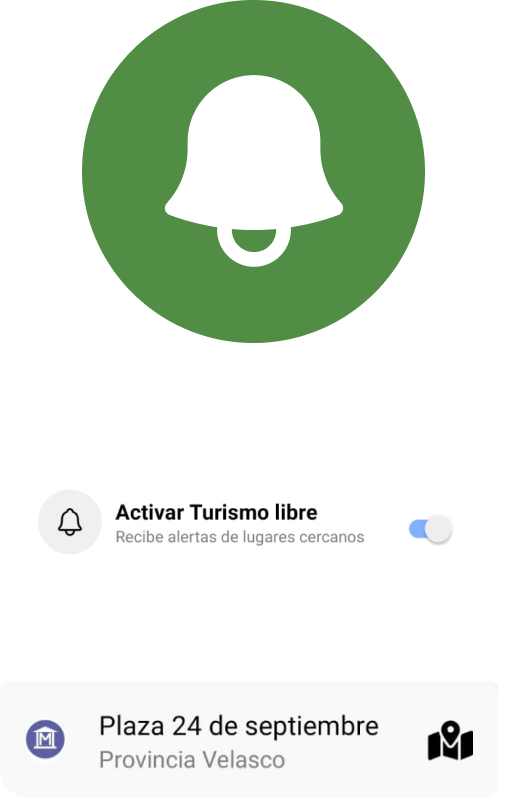 Activar Turismo libre
Recibe alertas de lugares cercanos
Plaza 24 de septiembre
Provincia Velasco